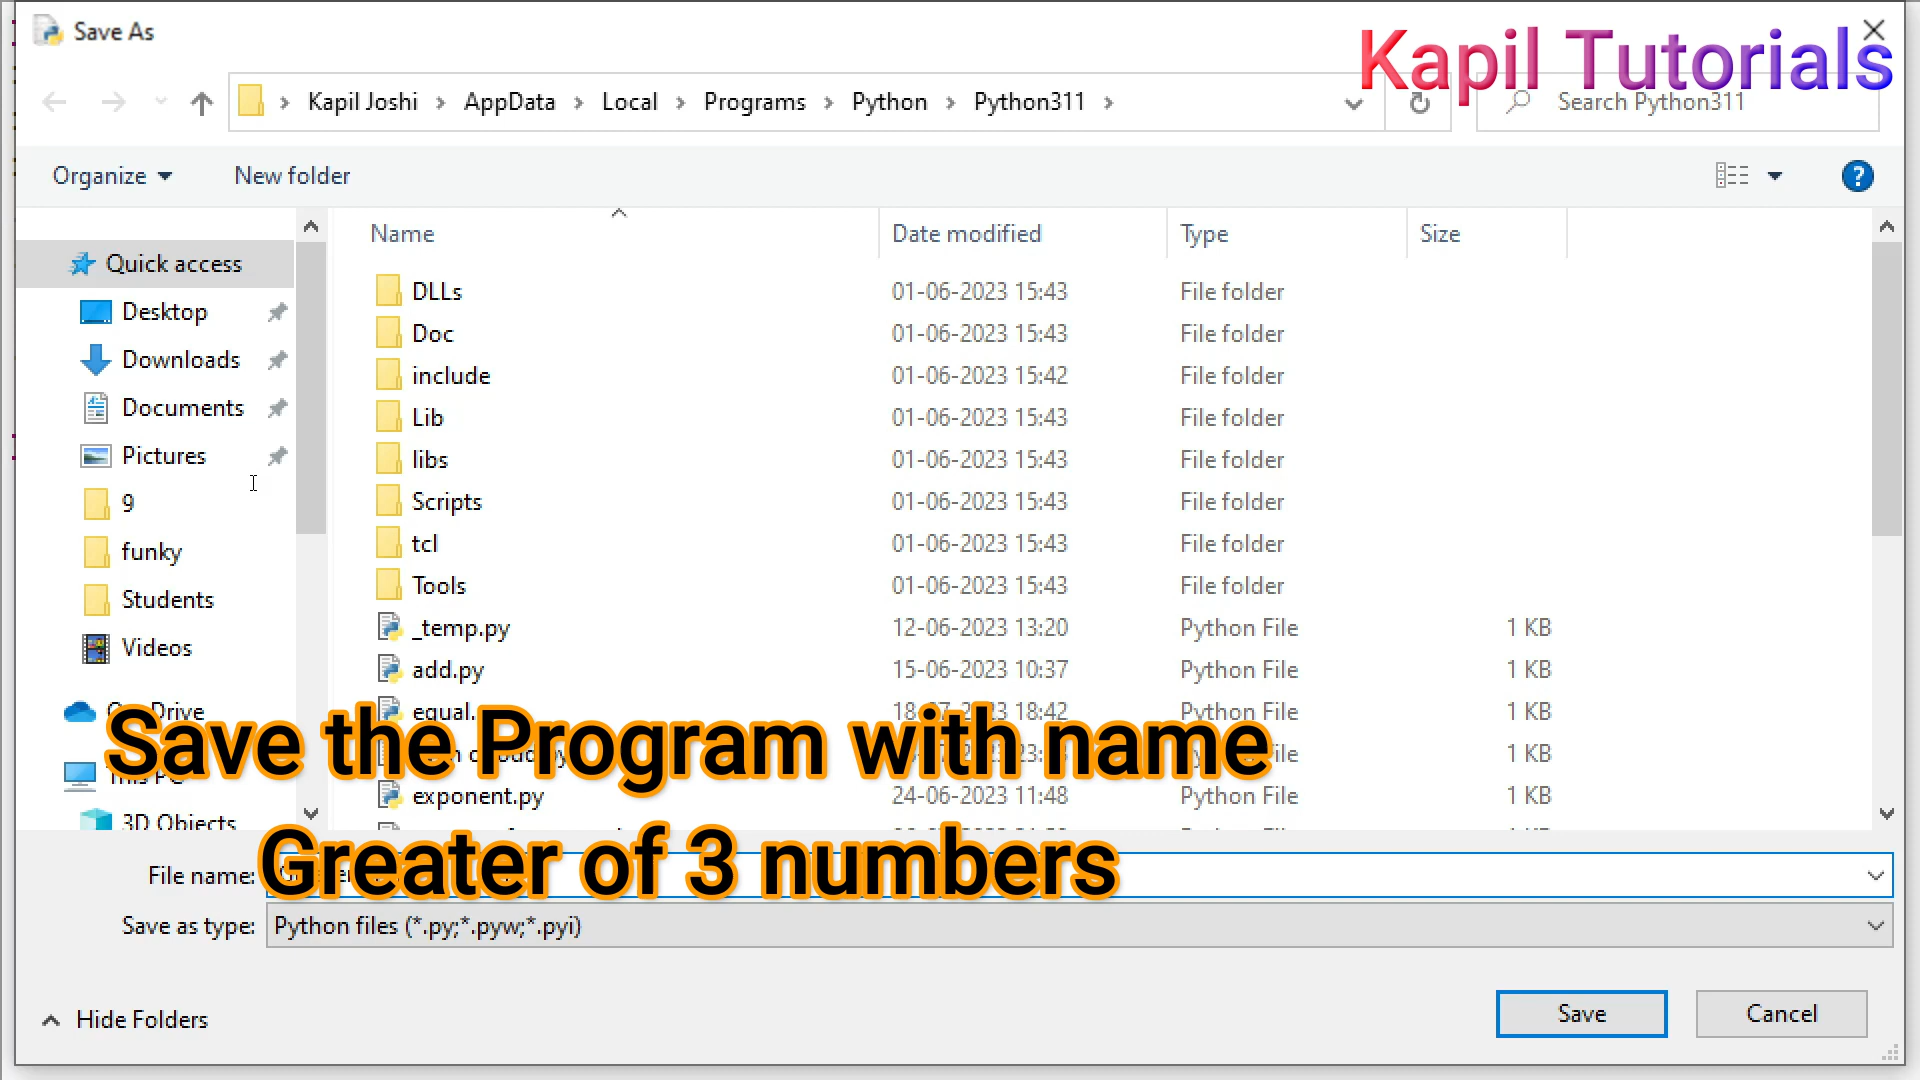 Save As
Kapil Tutorials
Kapil Joshi > AppData > Local > Programs > Python > Python311 >
Search Python311
Organize
New folder
Name
Date modified
Type
Size
Quick access
Desktop
Downloads
Documents
Pictures
9
funky
Students
Videos
3D Objects
DLLs 01-06-2023 15:43 File folder
Doc 01-06-2023 15:43 File folder
include 01-06-2023 15:42 File folder
Lib 01-06-2023 15:43 File folder
libs 01-06-2023 15:43 File folder
Scripts 01-06-2023 15:43 File folder
tcl 01-06-2023 15:43 File folder
Tools 01-06-2023 15:43 File folder
_temp.py 12-06-2023 13:20 Python File 1 KB
add.py 15-06-2023 10:37 Python File 1 KB
18:42 Python File 1 KB
1 KB
exponent.py 24-06-2023 11:48 Python File 1 KB
Save the Program with name
Greater of 3 numbers
File name:
Save as type: Python files (*.py;*.pyw;*.pyi)
Hide Folders
Save
Cancel